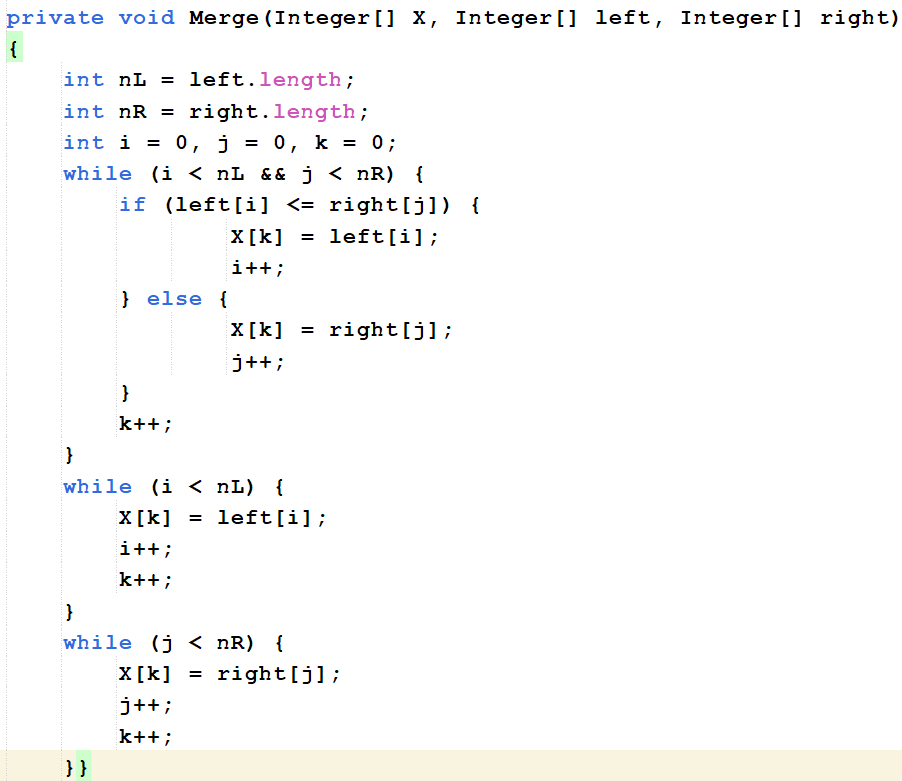 private void Merge(Integer[] X, Integer[] left, Integer[] right)
{
    int nL = left.length;
    int nR = right.length;
    int i = 0, j = 0, k = 0;
    while (i < nL && j < nR) {
        if (left[i] <= right[j]) {
                X[k] = left[i];
                i++;
        } else {
                X[k] = right[j];
                j++;
        }
        k++;
    }
    while (i < nL) {
        X[k] = left[i];
        i++;
        k++;
    }
    while (j < nR) {
        X[k] = right[j];
        j++;
        k++;
    }}